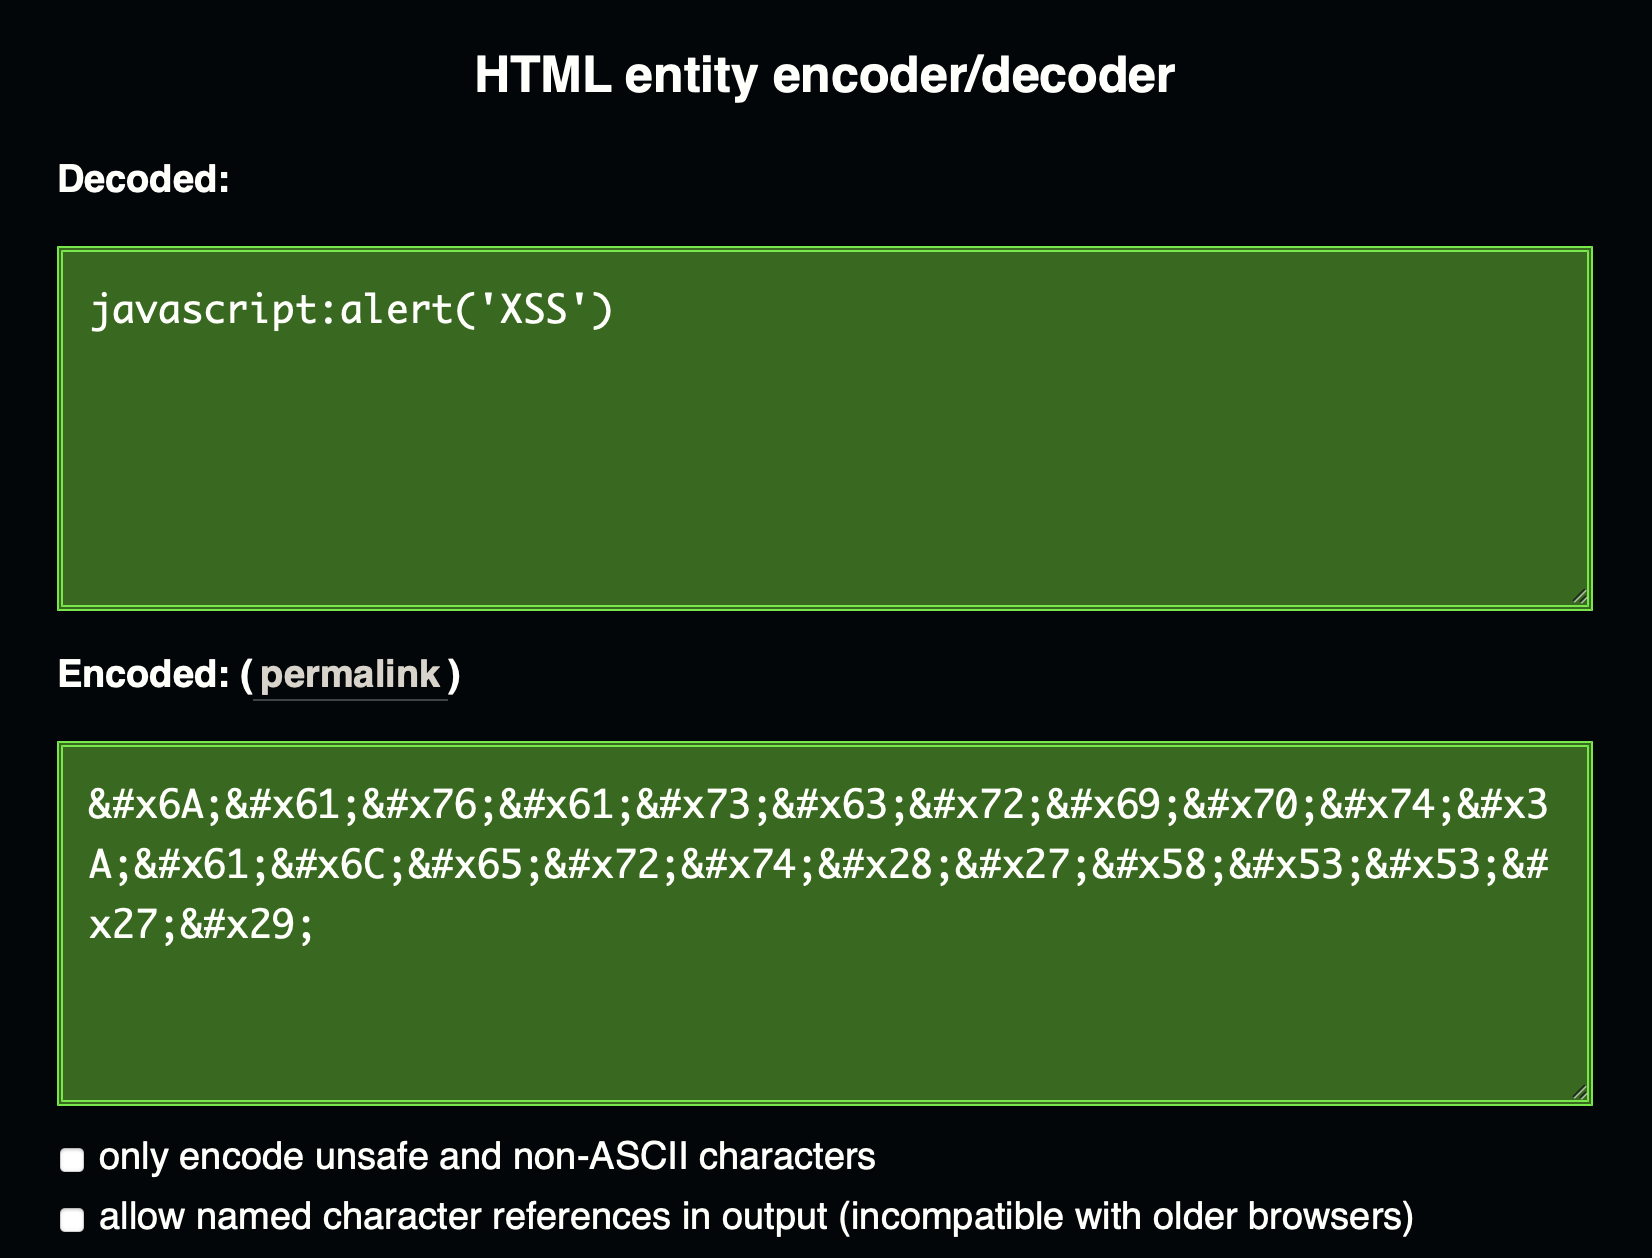 HTML entity encoder/decoder
Decoded:
javascript:alert('XSS')
Encoded: (permalink)
&#x6A;&#x61;&#x76;&#x61;&#x73;&#x63;&#x72;&#x69;&#x70;&#x74;&#x3
A;&#x61;&#x6C;&#x65;&#x72;&#x74;&#x28;&#x27;&#x58;&#x53;&#x53;&#
x27;&#x29;
only encode unsafe and non-ASCII characters
allow named character references in output (incompatible with older browsers)